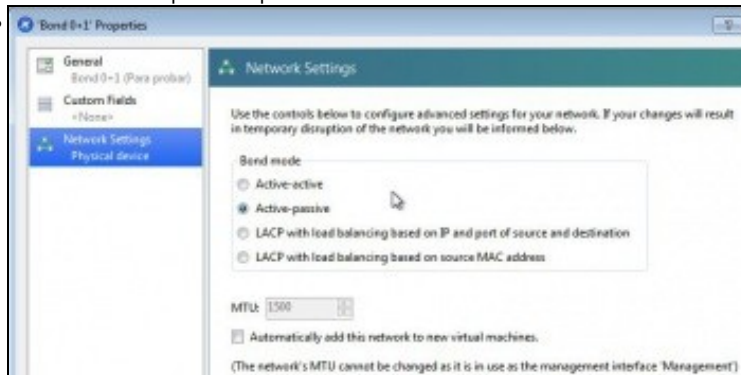 'Bond 0+1' Properties
General
Bond 0+1 (Para probar)
Custom Fields
<None>
Network Settings
Physical device
Network Settings
Use the controls below to configure advanced settings for your network. If your changes will result
in temporary disruption of the network you will be informed below.
Bond mode
Active-active
Active-passive
LACP with load balancing based on IP and port of source and destination
LACP with load balancing based on source MAC address
MTU: 1500
Automatically add this network to new virtual machines.
(The network's MTU cannot be changed as it is in use as the management interface 'Management')